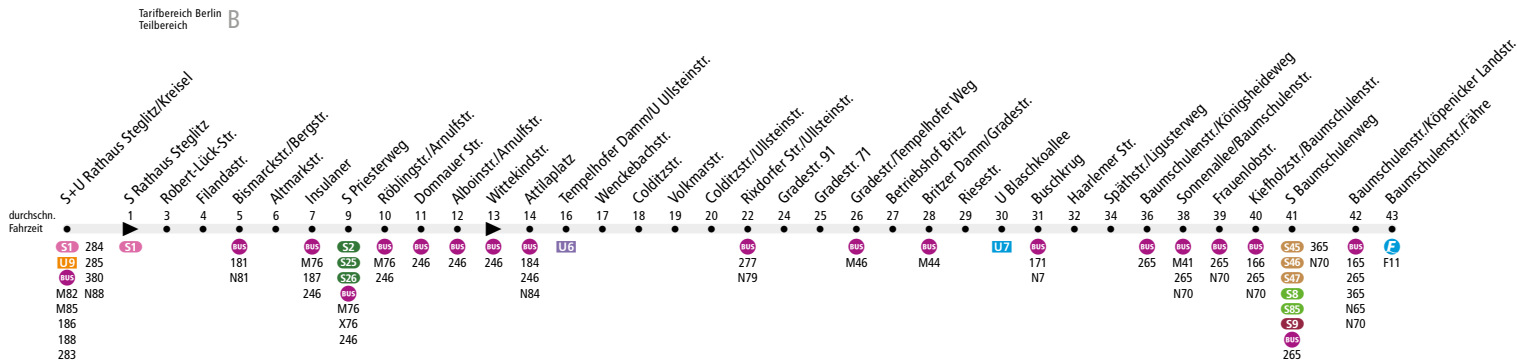 Tarifbereich Berlin
Teilbereich B
S+U Rathaus Steglitz/Kreisel
S Rathaus Steglitz
Robert-Lück-Str.
Filandastr.
Bismarckstr./Bergstr.
Altmarkstr.
Insulaner
S Priesterweg
Röblingstr./Arnulfstr.
Domnauer Str.
Alboinstr./Arnulfstr.
Wittekindstr.
Attilaplatz
Tempelhofer Damm/U Ullsteinstr.
Wenckebachstr.
Colditzstr.
Volkmarstr.
Colditzstr./Ullsteinstr.
Rixdorfer Str./Ullsteinstr.
Gradestr. 91
Gradestr. 71
Gradestr./Tempelhofer Weg
Betriebshof Britz
Britzer Damm/Gradestr.
Riesestr.
U Blaschkoallee
Buschkrug
Haarlemer Str.
Späthstr./Ligusterweg
Baumschulenstr./Königsheideweg
Sonnenallee/Baumschulenstr.
Frauenlobstr.
Kiefholzstr./Baumschulenstr.
S Baumschulenweg
Baumschulenstr./Köpenicker Landstr.
Baumschulenstr./Fähre
durchschn. 1 3 4 5 6 7 9 10 11 12 13 14 16 17 18 19 20 22 24 25 26 27 28 29 30 31 32 34 36 38 39 40 41 42 43
Fahrzeit
S1 284 S1 BUS BUS S2 BUS BUS BUS BUS BUS U6 BUS BUS BUS U7 BUS BUS BUS BUS BUS S45 365 BUS F
U9 285 181 M76 S25 M76 246 246 246 184 277 M46 M44 171 265 M41 265 166 S46 N70 165 F11
BUS 380 N81 187 S26 246 246 N79 N7 265 N70 265 S47 265
M82 N88 246 BUS N84 N70 N70 S8 365
M85 M76 S85 N65
186 X76 S9 N70
188 246 BUS
283 265